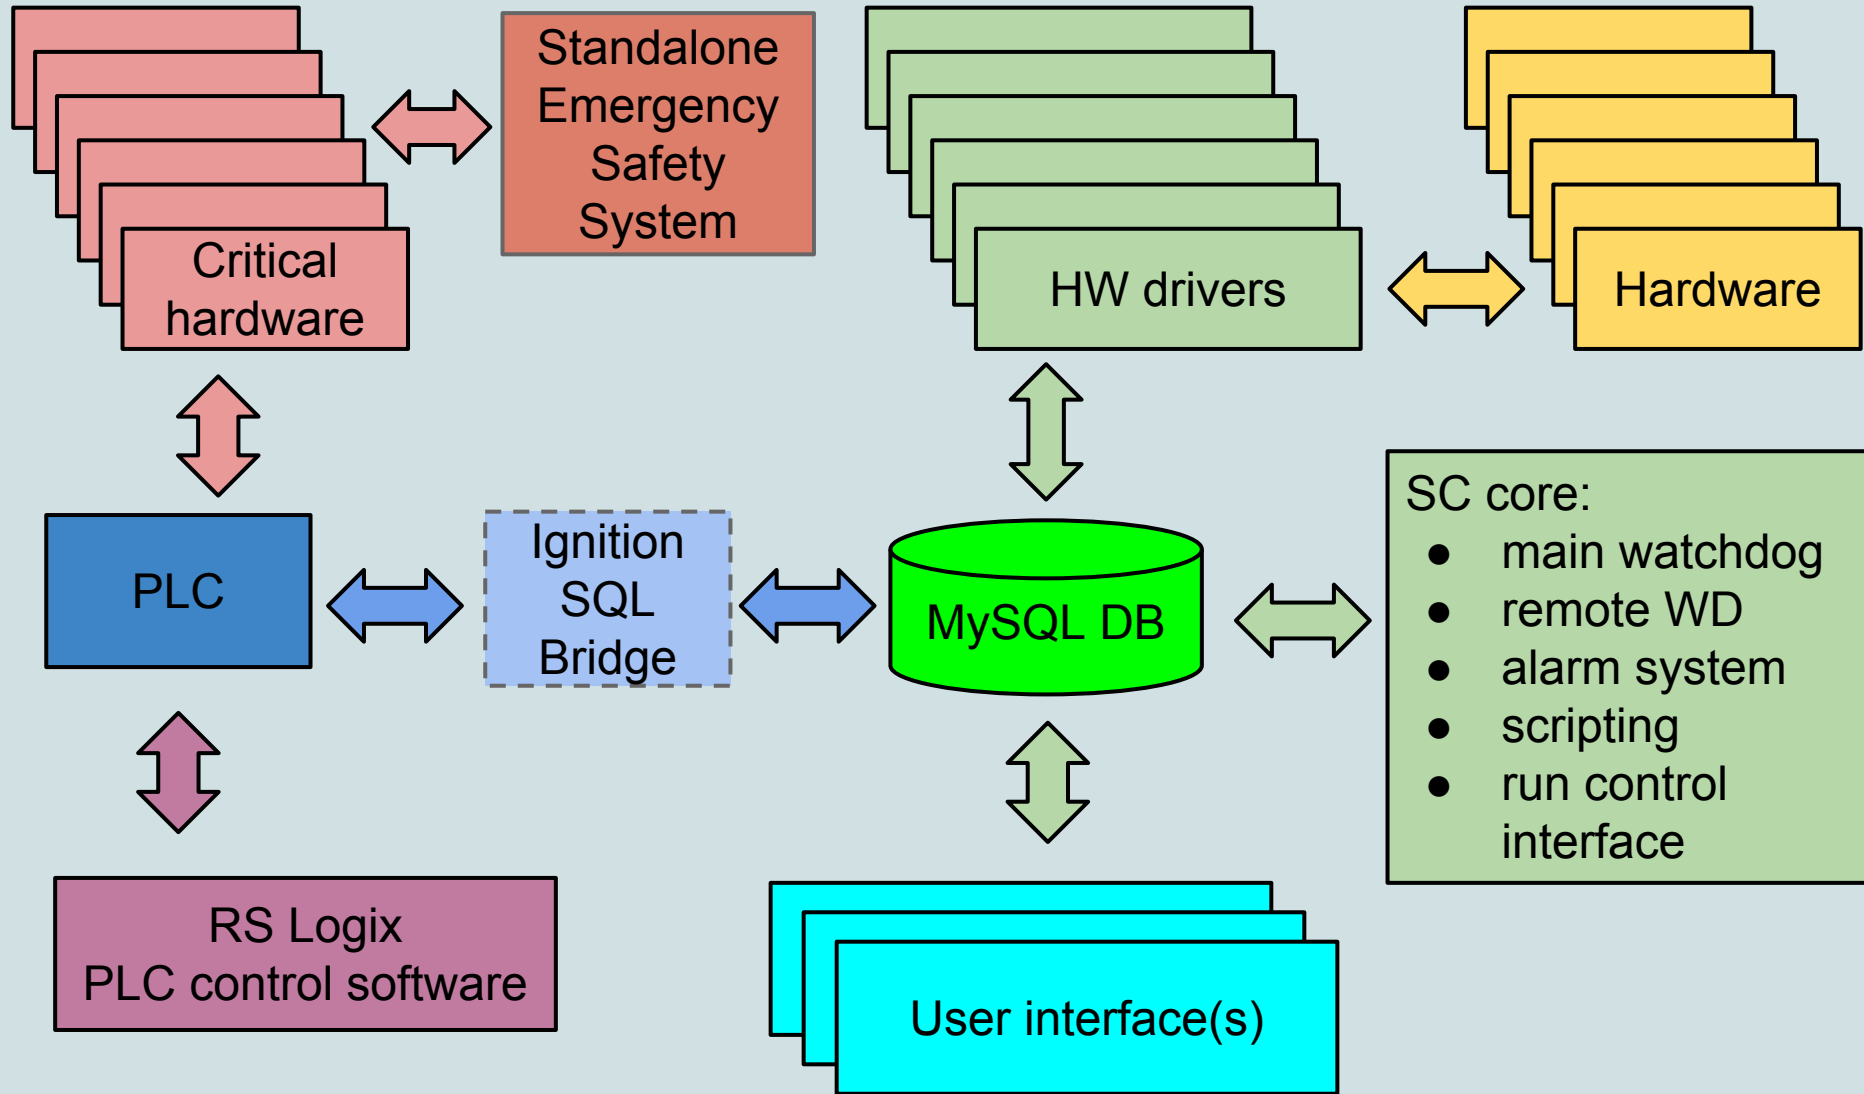 Standalone
Emergency
Safety
System
Critical
hardware
HW drivers
Hardware
PLC
Ignition
SQL
Bridge
MySQL DB
SC core:
● main watchdog
● remote WD
● alarm system
● scripting
● run control
interface
RS Logix
PLC control software
User interface(s)